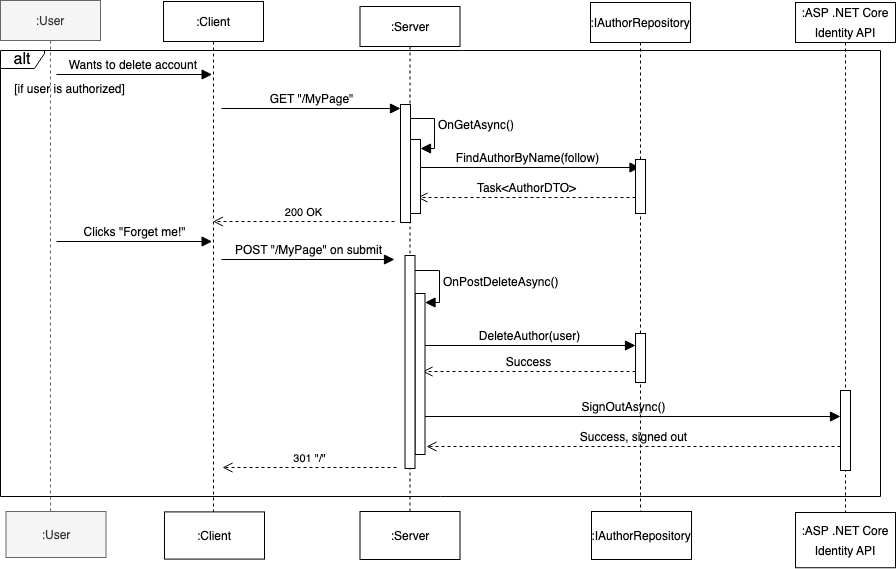 :User
:Client
:Server
:IAuthorRepository
:ASP .NET Core
Identity API
alt
Wants to delete account
[if user is authorized]
GET "/MyPage"
OnGetAsync()
FindAuthorByName(follow)
Task<AuthorDTO>
200 OK
Clicks "Forget me!"
POST "/MyPage" on submit
OnPostDeleteAsync()
DeleteAuthor(user)
Success
SignOutAsync()
Success, signed out
301 "/"
:User
:Client
:Server
:IAuthorRepository
:ASP .NET Core
Identity API